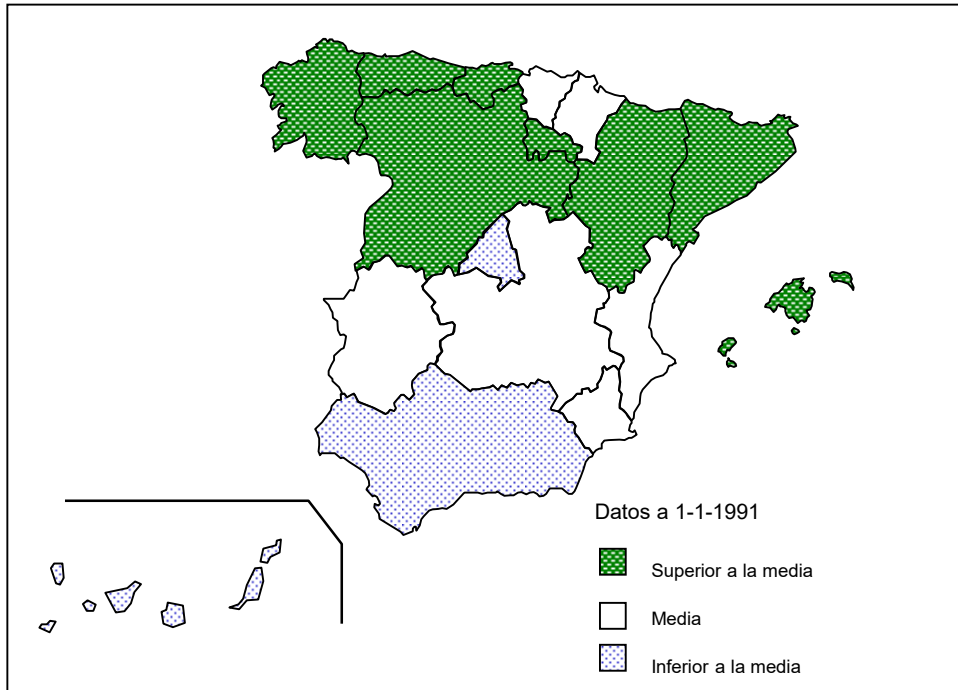 Datos a 1-1-1991
Superior a la media
Media
Inferior a la media